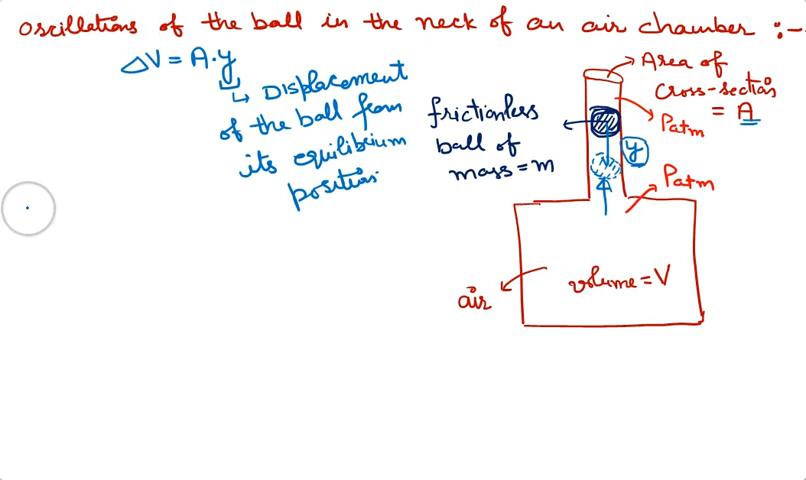 Oscillations of the ball in the neck of an air chamber :-
ΔV = A.y
↳ Displacement
of the ball from
its equilibrium
position
frictionless
ball of
mass = m
Area of
cross-section
= A
Patm
y
Patm
volume = V
air